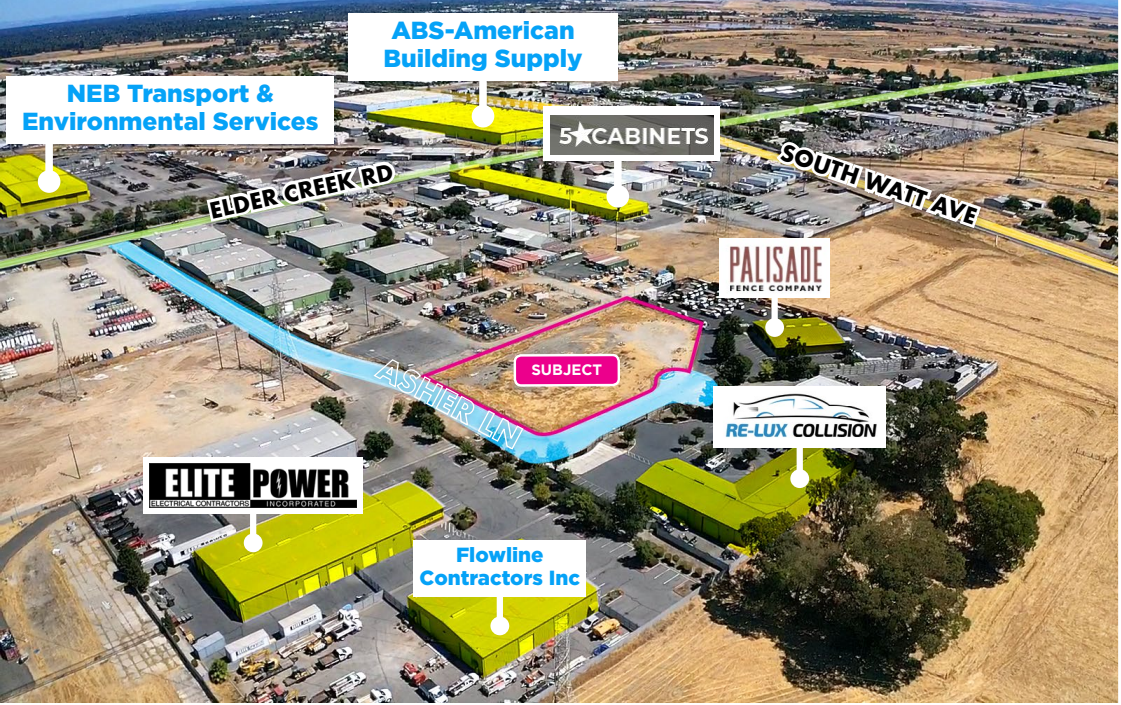 ABS-American
Building Supply
NEB Transport &
Environmental Services
5★CABINETS
ELDER CREEK RD
SOUTH WATT AVE
PALISADE
FENCE COMPANY
SUBJECT
ASHER LN
RE-LUX COLLISION
ELITE POWER
ELECTRICAL CONTRACTORS INCORPORATED
Flowline
Contractors Inc